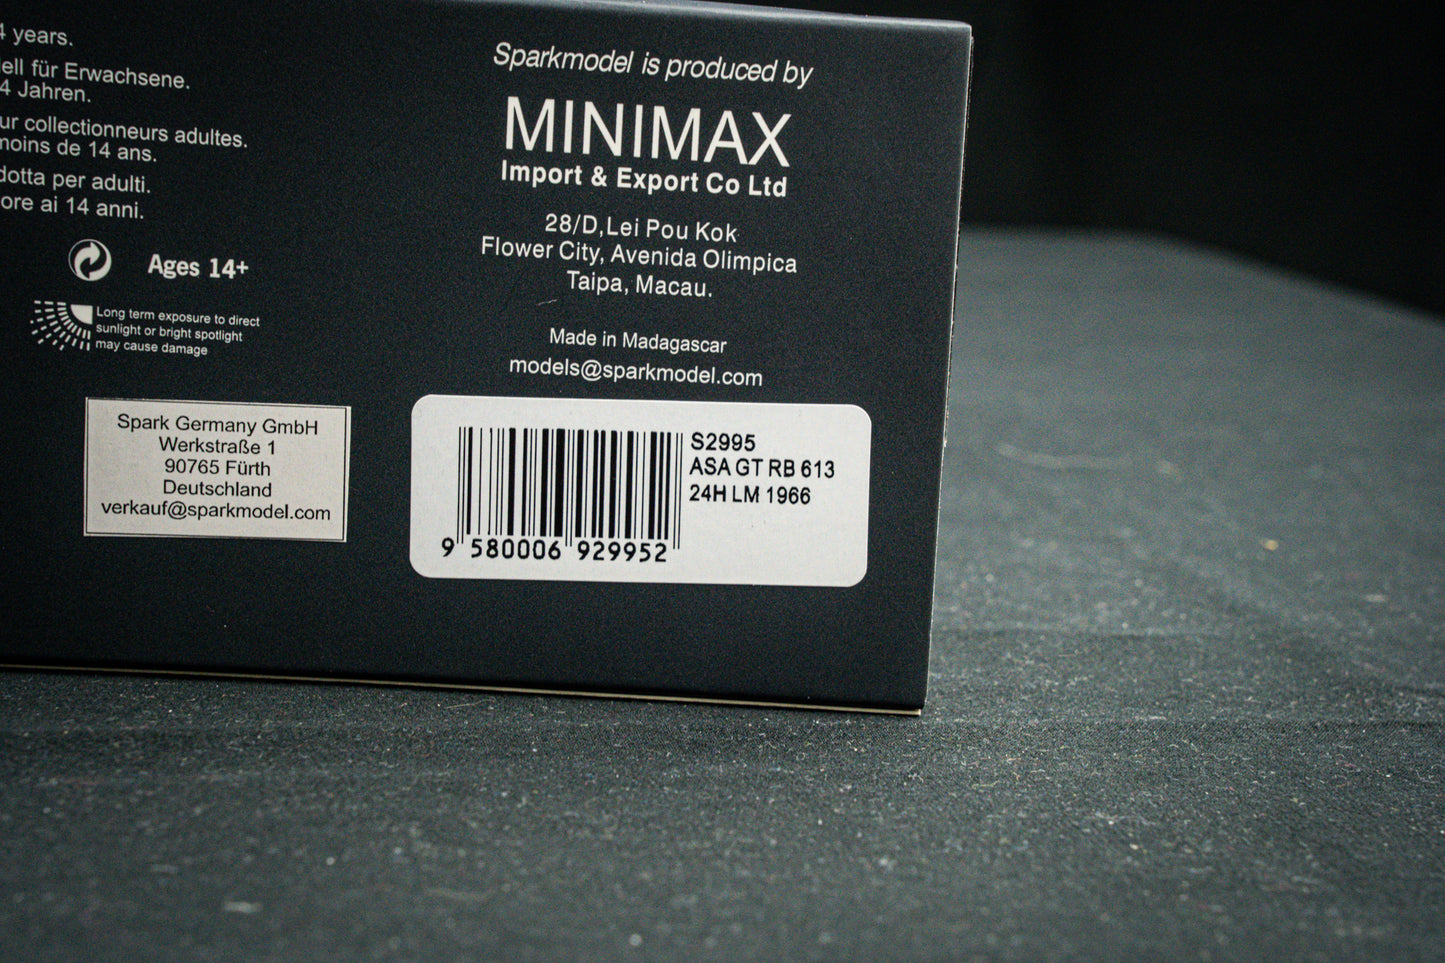 4 years.
ell für Erwachsene.
4 Jahren.
ur collectionneurs adultes.
moins de 14 ans.
dotta per adulti.
ore ai 14 anni.
Ages 14+
Long term exposure to direct
sunlight or bright spotlight
may cause damage
Spark Germany GmbH
Werkstraße 1
90765 Fürth
Deutschland
verkauf@sparkmodel.com
Sparkmodel is produced by
MINIMAX
Import & Export Co Ltd
28/D,Lei Pou Kok
Flower City, Avenida Olimpica
Taipa, Macau.
Made in Madagascar
models@sparkmodel.com
S2995
ASA GT RB 613
24H LM 1966
9 580006 929952